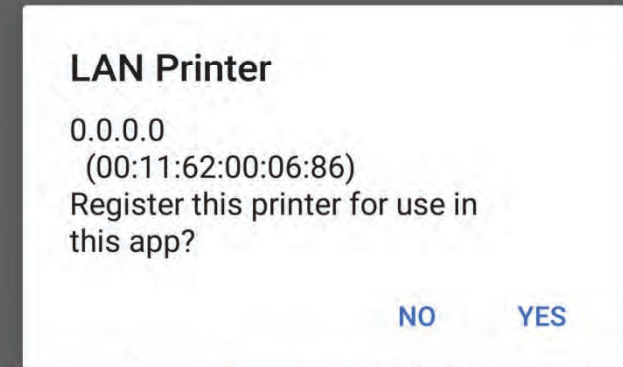 LAN Printer
0.0.0.0
(00:11:62:00:06:86)
Register this printer for use in
this app?
NO YES